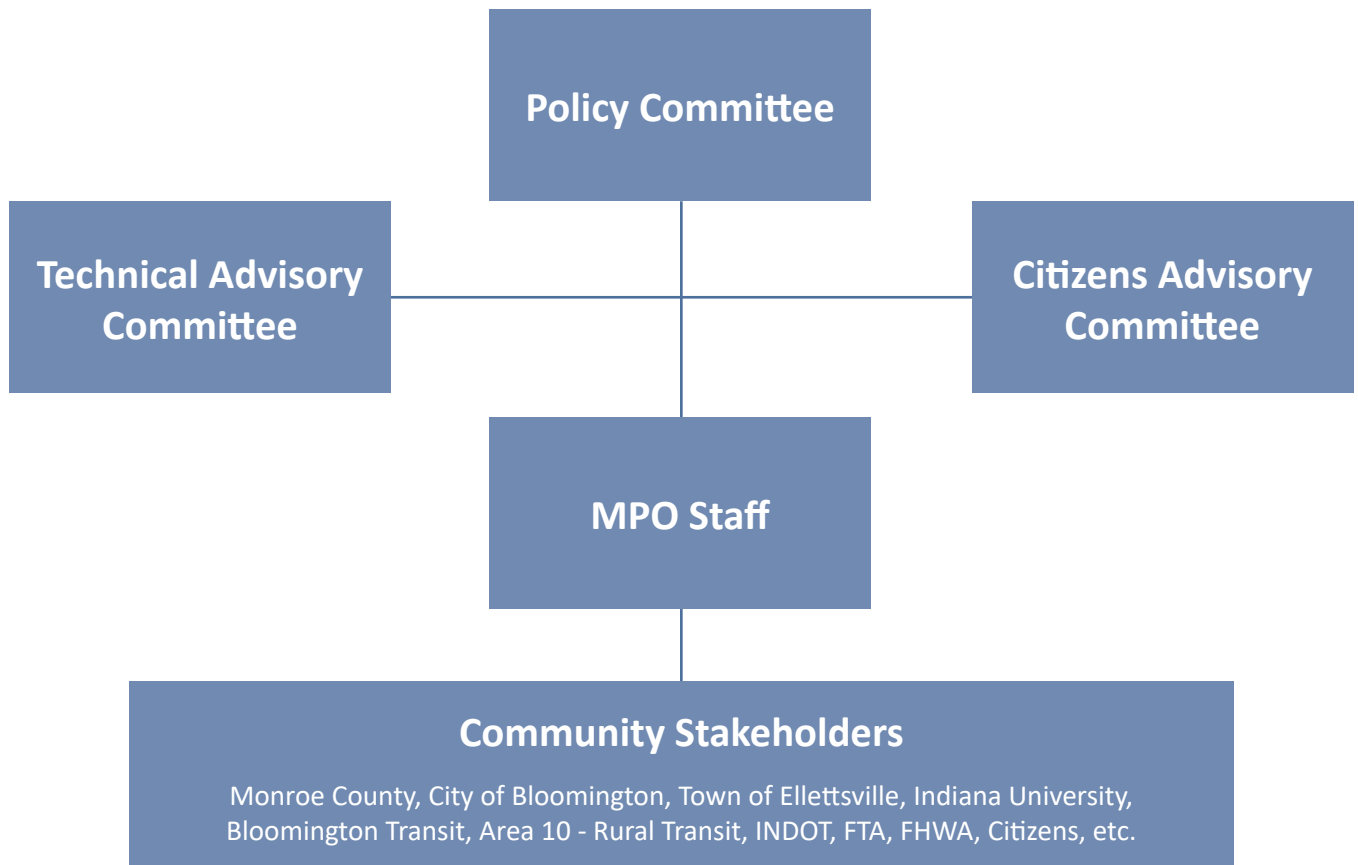 Policy Committee
Technical Advisory
Committee
Citizens Advisory
Committee
MPO Staff
Community Stakeholders
Monroe County, City of Bloomington, Town of Ellettsville, Indiana University,
Bloomington Transit, Area 10 - Rural Transit, INDOT, FTA, FHWA, Citizens, etc.